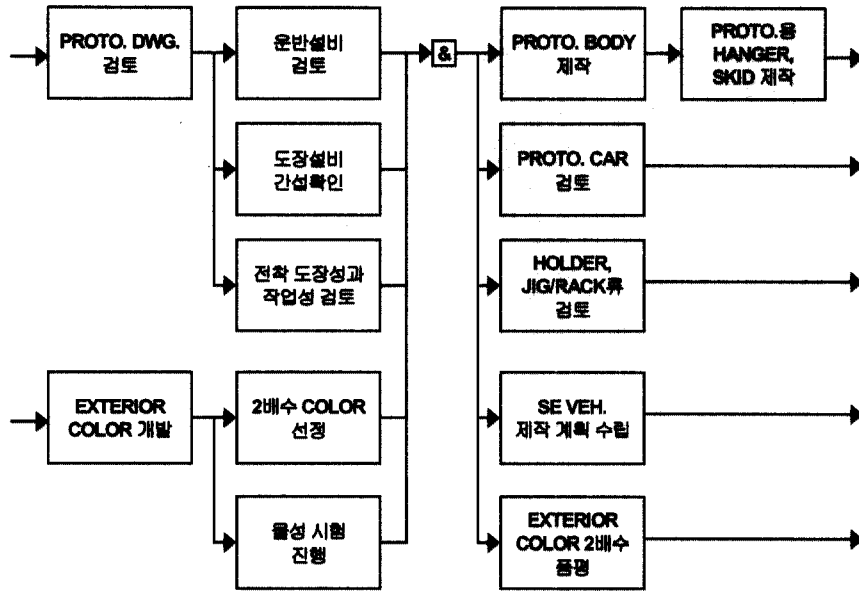 PROTO. DWG.
검토
운반설비
검토
&
PROTO. BODY
제작
PROTO.용
HANGER,
SKID 제작
도장설비
간섭확인
PROTO. CAR
검토
전착 도장성과
작업성 검토
HOLDER,
JIG/RACK류
검토
EXTERIOR
COLOR 개발
2배수 COLOR
선정
SE VEH.
제작 계획 수립
물성 시험
진행
EXTERIOR
COLOR 2배수
품평